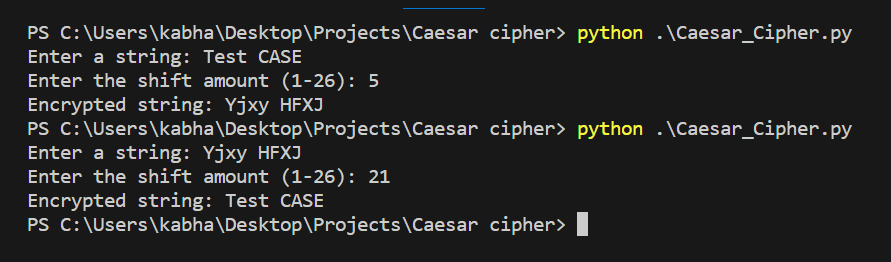 PS C:\Users\kabha\Desktop\Projects\Caesar cipher> python .\Caesar_Cipher.py
Enter a string: Test CASE
Enter the shift amount (1-26): 5
Encrypted string: Yjxy HFXJ
PS C:\Users\kabha\Desktop\Projects\Caesar cipher> python .\Caesar_Cipher.py
Enter a string: Yjxy HFXJ
Enter the shift amount (1-26): 21
Encrypted string: Test CASE
PS C:\Users\kabha\Desktop\Projects\Caesar cipher>